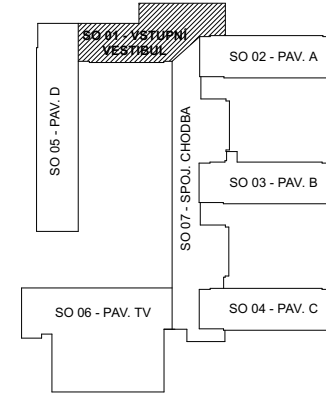 SO 01 - VSTUPNÍ
VESTIBUL
SO 02 - PAV. A
SO 05 - PAV. D
SO 07 - SPOJ. CHODBA
SO 03 - PAV. B
SO 06 - PAV. TV
SO 04 - PAV. C